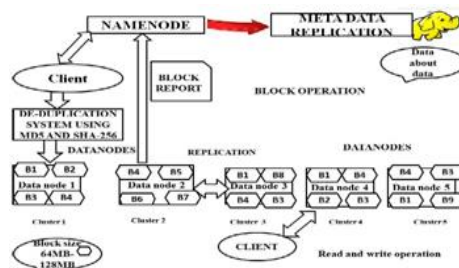 NAMENODE
META DATA
REPLICATION
Data
about
data
Client
BLOCK
REPORT
BLOCK OPERATION
DE-DUPLICATION
SYSTEM USING
MD5 AND SHA-256
DATANODES
REPLICATION
DATANODES
B1 B2
Data node 1
B3 B4
Cluster 1
B4 B5
Data node 2
B6 B7
Cluster 2
B1 B8
Data node 3
B4 B3
Cluster 3
B1 B4
Data node 4
B2 B3
Cluster 4
B4 B3
Data node 5
B1 B9
Cluster 5
Block size
64MB-
128MB
CLIENT
Read and write operation